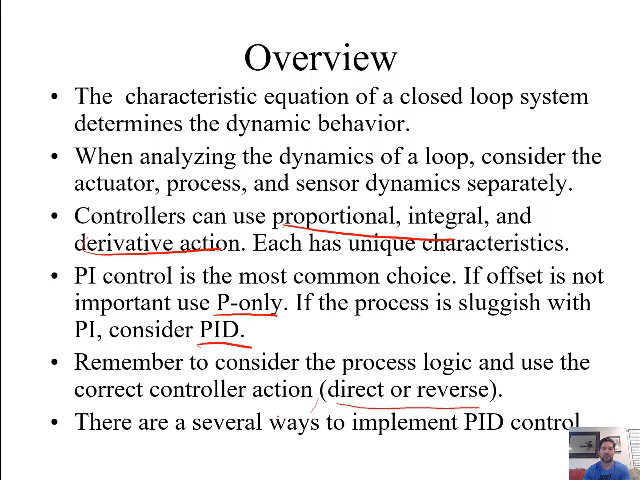 Overview
• The characteristic equation of a closed loop system
determines the dynamic behavior.
• When analyzing the dynamics of a loop, consider the
actuator, process, and sensor dynamics separately.
• Controllers can use proportional, integral, and
derivative action. Each has unique characteristics.
• PI control is the most common choice. If offset is not
important use P-only. If the process is sluggish with
PI, consider PID.
• Remember to consider the process logic and use the
correct controller action (direct or reverse).
• There are a several ways to implement PID control